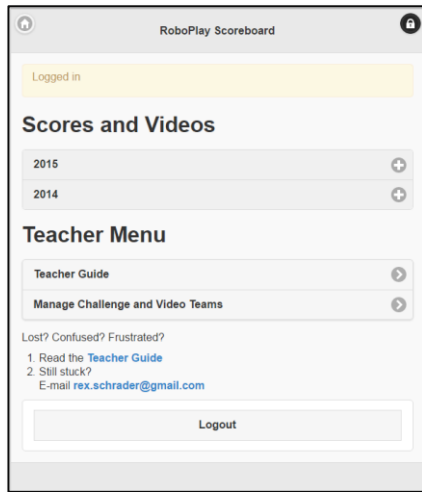 RoboPlay Scoreboard
Logged in
Scores and Videos
2015
2014
Teacher Menu
Teacher Guide
Manage Challenge and Video Teams
Lost? Confused? Frustrated?
1. Read the Teacher Guide
2. Still stuck?
E-mail rex.schrader@gmail.com
Logout